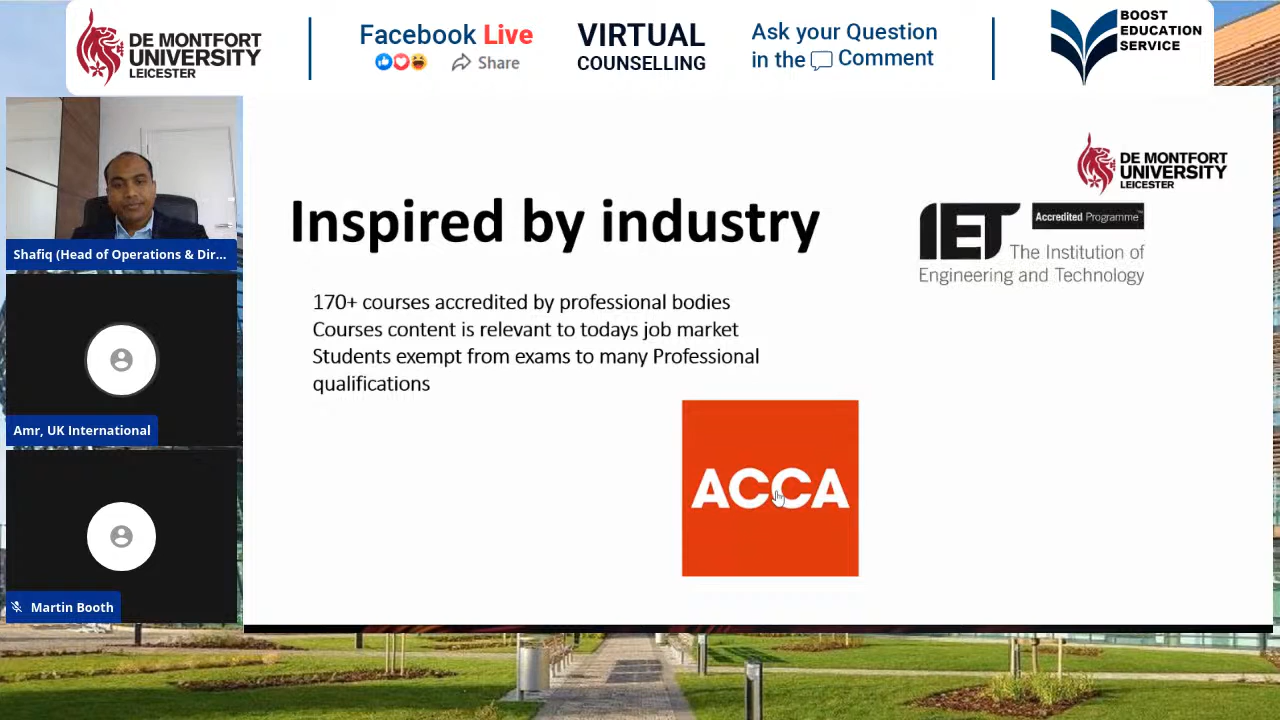 DE MONTFORT
UNIVERSITY
LEICESTER
Facebook Live
Share
VIRTUAL
COUNSELLING
Ask your Question
in the Comment
BOOST
EDUCATION
SERVICE
Shafiq (Head of Operations & Dir...
Amr, UK International
Martin Booth
DE MONTFORT
UNIVERSITY
LEICESTER
Inspired by industry
IET Accredited Programme™
The Institution of
Engineering and Technology
170+ courses accredited by professional bodies
Courses content is relevant to todays job market
Students exempt from exams to many Professional
qualifications
ACCA